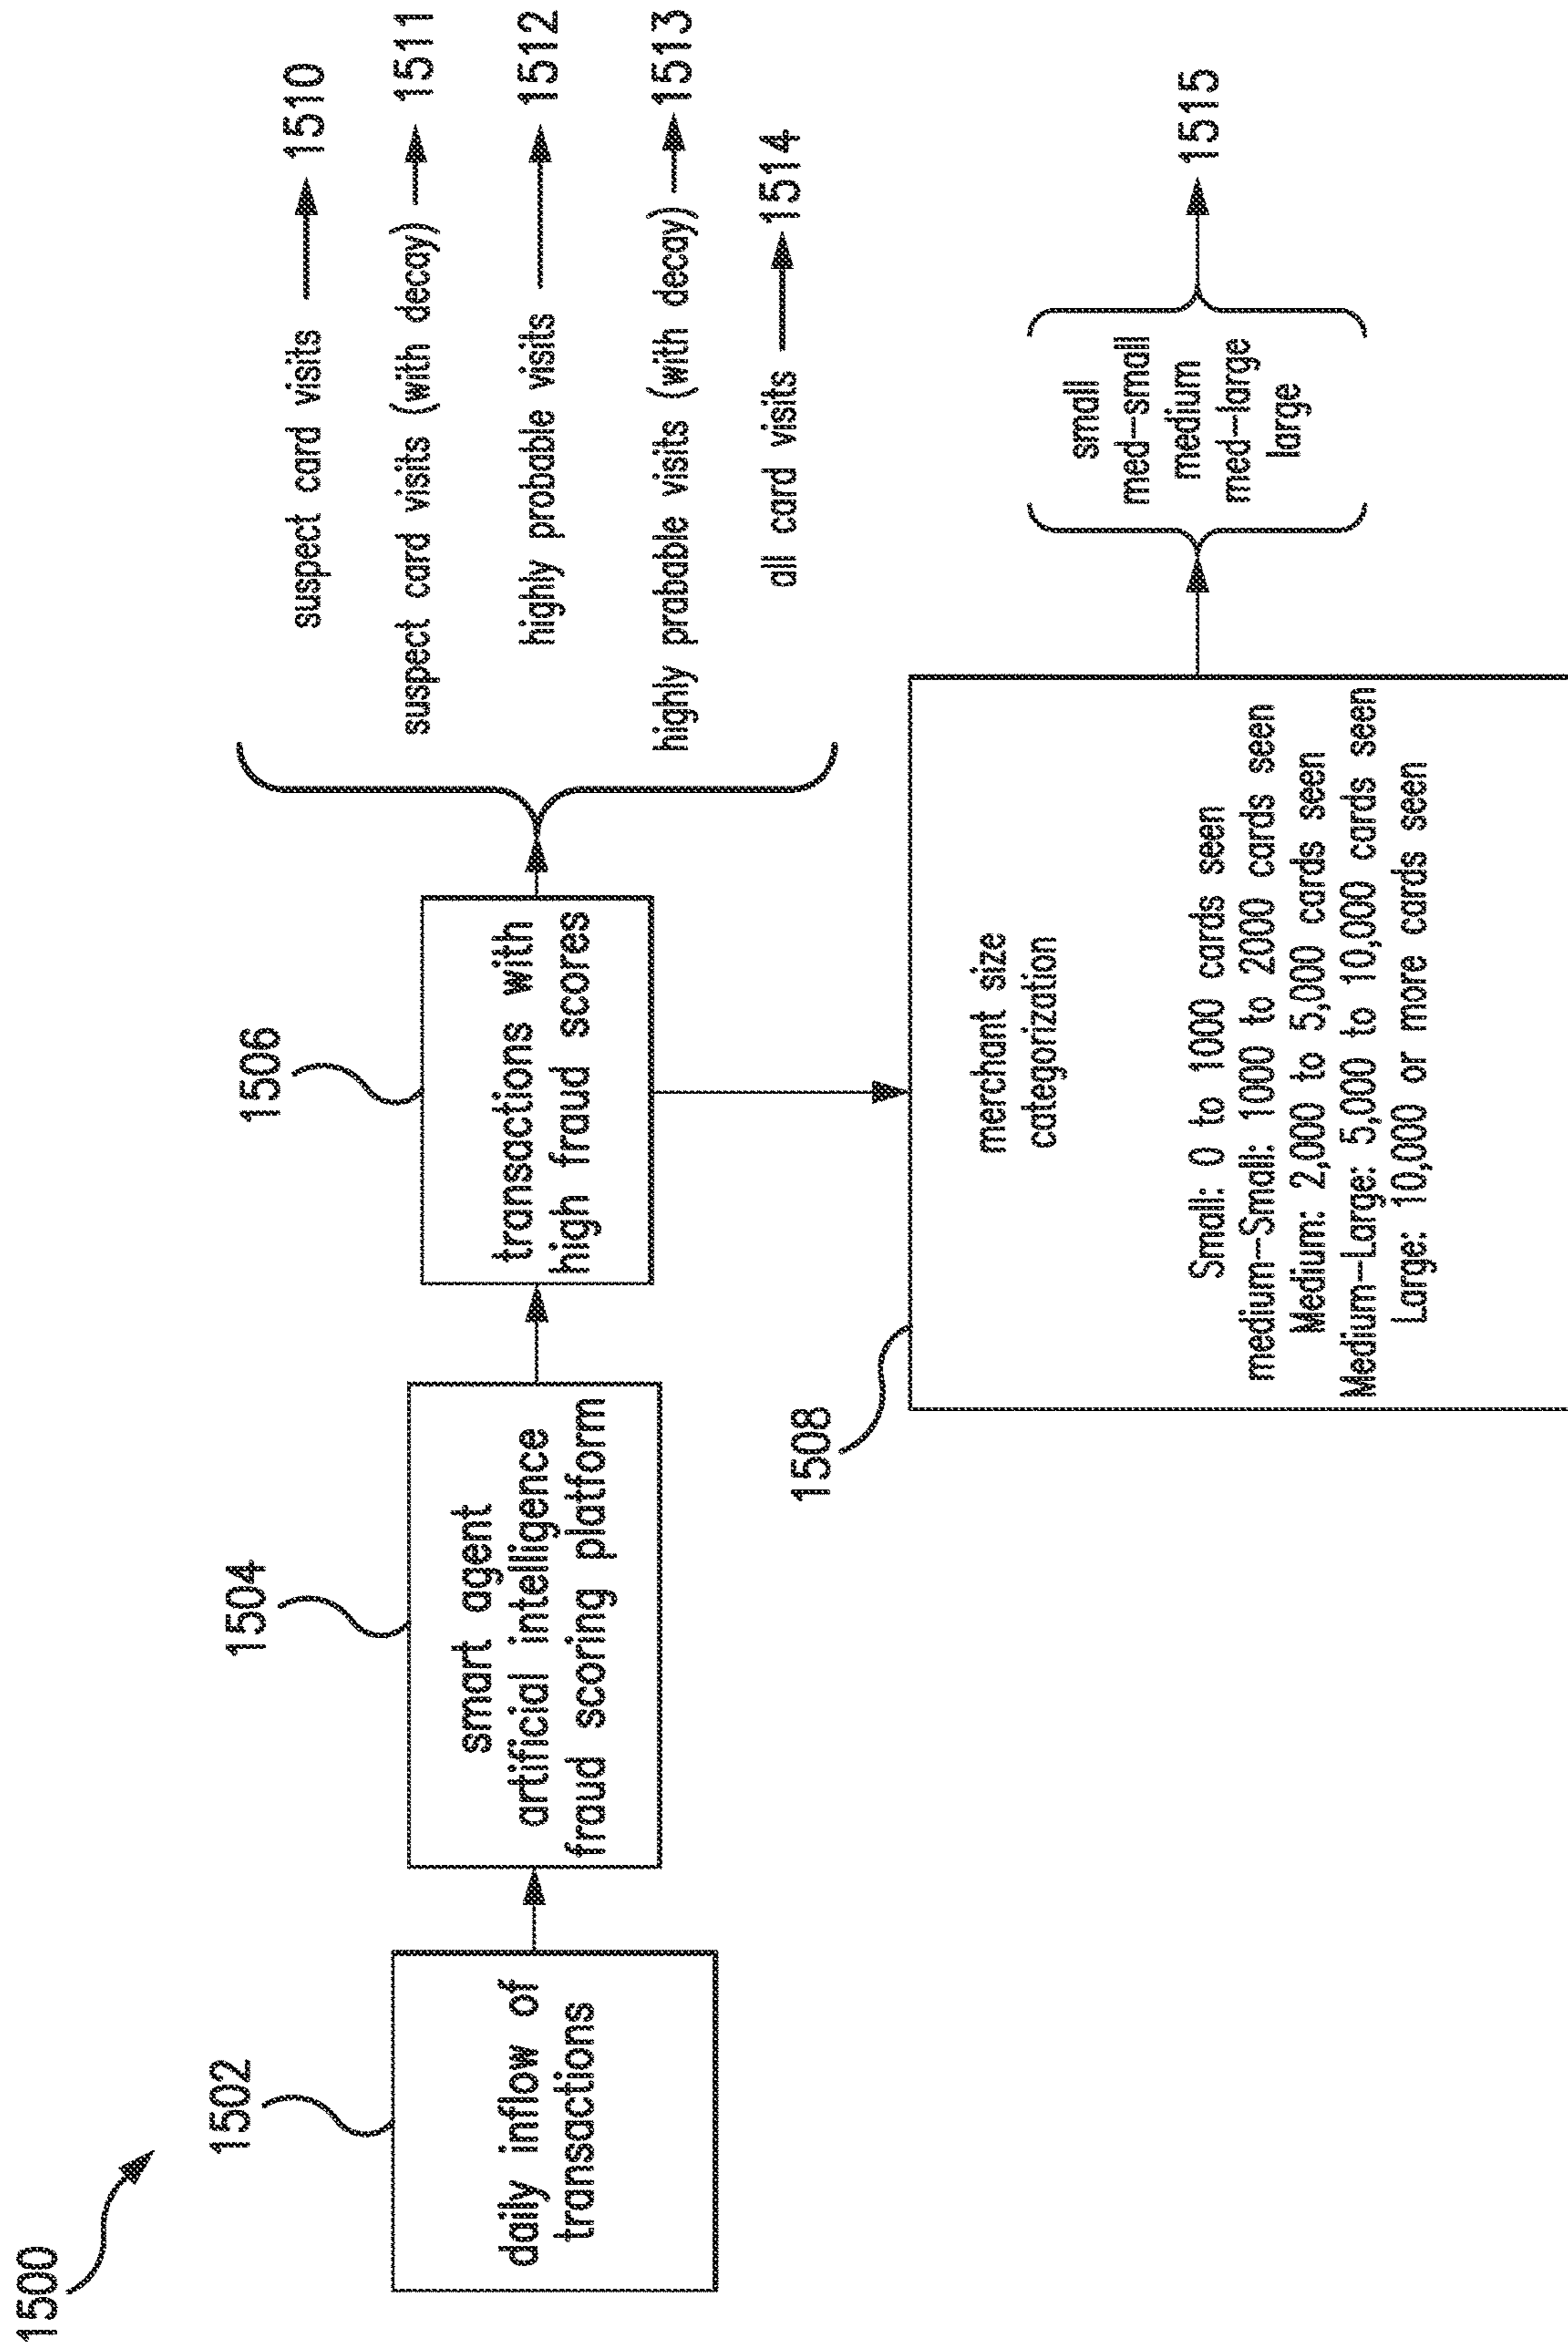 1500
1502
daily inflow of
transactions
1504
smart agent
artificial intelligence
fraud scoring platform
1506
transactions with
high fraud scores
suspect card visits 1510
suspect card visits (with decay) 1511
highly probable visits 1512
highly probable visits (with decay) 1513
all card visits 1514
1508
merchant size
categorization
Small: 0 to 1000 cards seen
medium-Small: 1000 to 2000 cards seen
Medium: 2,000 to 5,000 cards seen
Medium-Large: 5,000 to 10,000 cards seen
Large: 10,000 or more cards seen
small
med-small
medium
med-large
large
1515